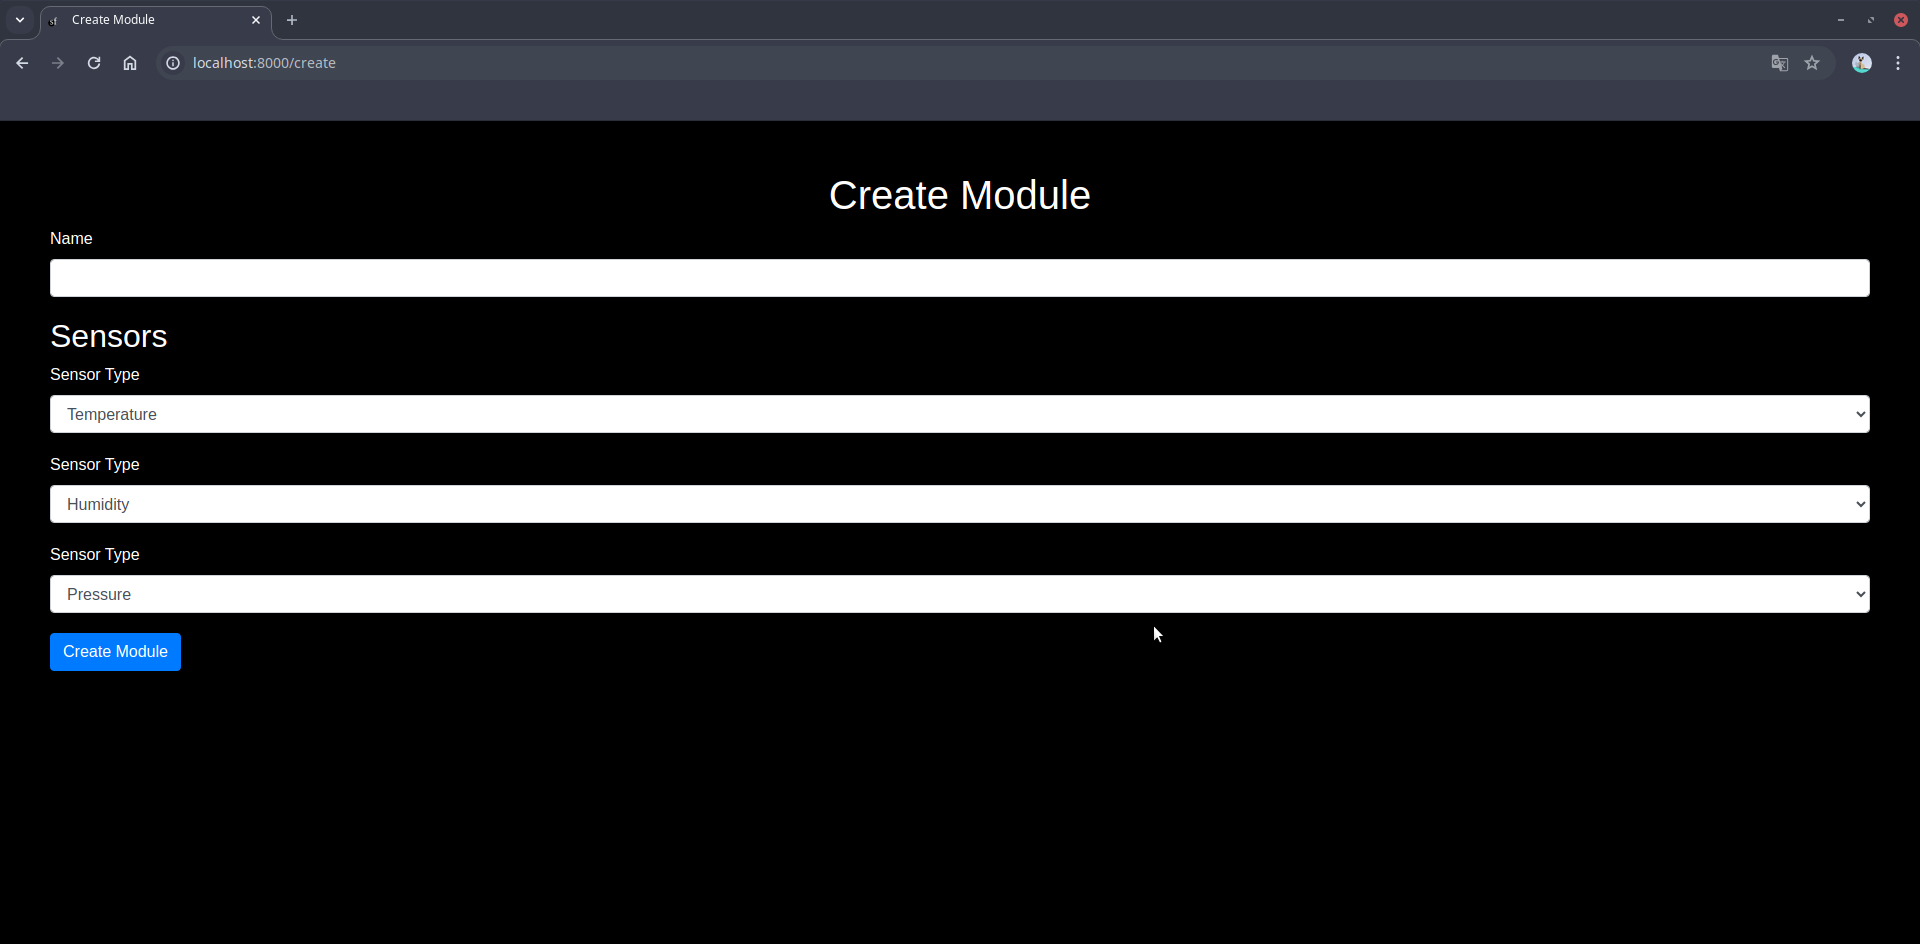 Create Module
localhost:8000/create
Create Module
Name
Sensors
Sensor Type
Temperature
Sensor Type
Humidity
Sensor Type
Pressure
Create Module